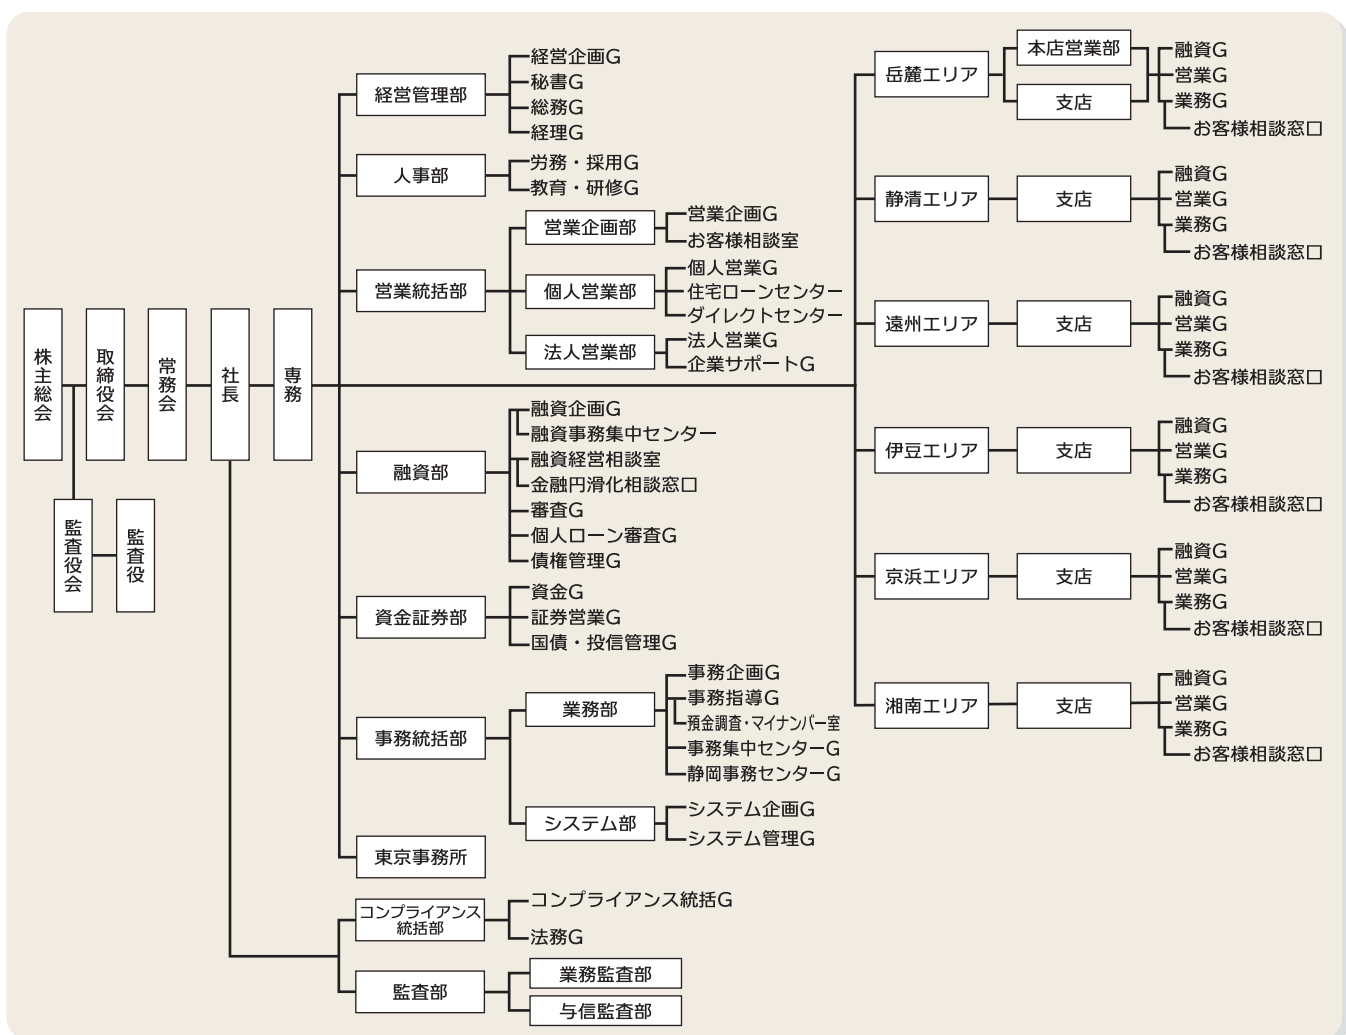 株主総会
取締役会
常務会
社長
専務
監査役会
監査役
経営管理部
経営企画G
秘書G
総務G
経理G
人事部
労務・採用G
教育・研修G
営業統括部
営業企画部
営業企画G
お客様相談室
個人営業部
個人営業G
住宅ローンセンター
ダイレクトセンター
法人営業部
法人営業G
企業サポートG
融資部
融資企画G
融資事務集中センター
融資経営相談室
金融円滑化相談窓口
審査G
個人ローン審査G
債権管理G
資金証券部
資金G
証券営業G
国債・投信管理G
事務統括部
業務部
事務企画G
事務指導G
預金調査・マイナンバー室
事務集中センターG
静岡事務センターG
システム部
システム企画G
システム管理G
東京事務所
コンプライアンス
統括部
コンプライアンス統括G
法務G
監査部
業務監査部
与信監査部
岳麓エリア
本店営業部
支店
融資G
営業G
業務G
お客様相談窓口
静清エリア
支店
融資G
営業G
業務G
お客様相談窓口
遠州エリア
支店
融資G
営業G
業務G
お客様相談窓口
伊豆エリア
支店
融資G
営業G
業務G
お客様相談窓口
京浜エリア
支店
融資G
営業G
業務G
お客様相談窓口
湘南エリア
支店
融資G
営業G
業務G
お客様相談窓口